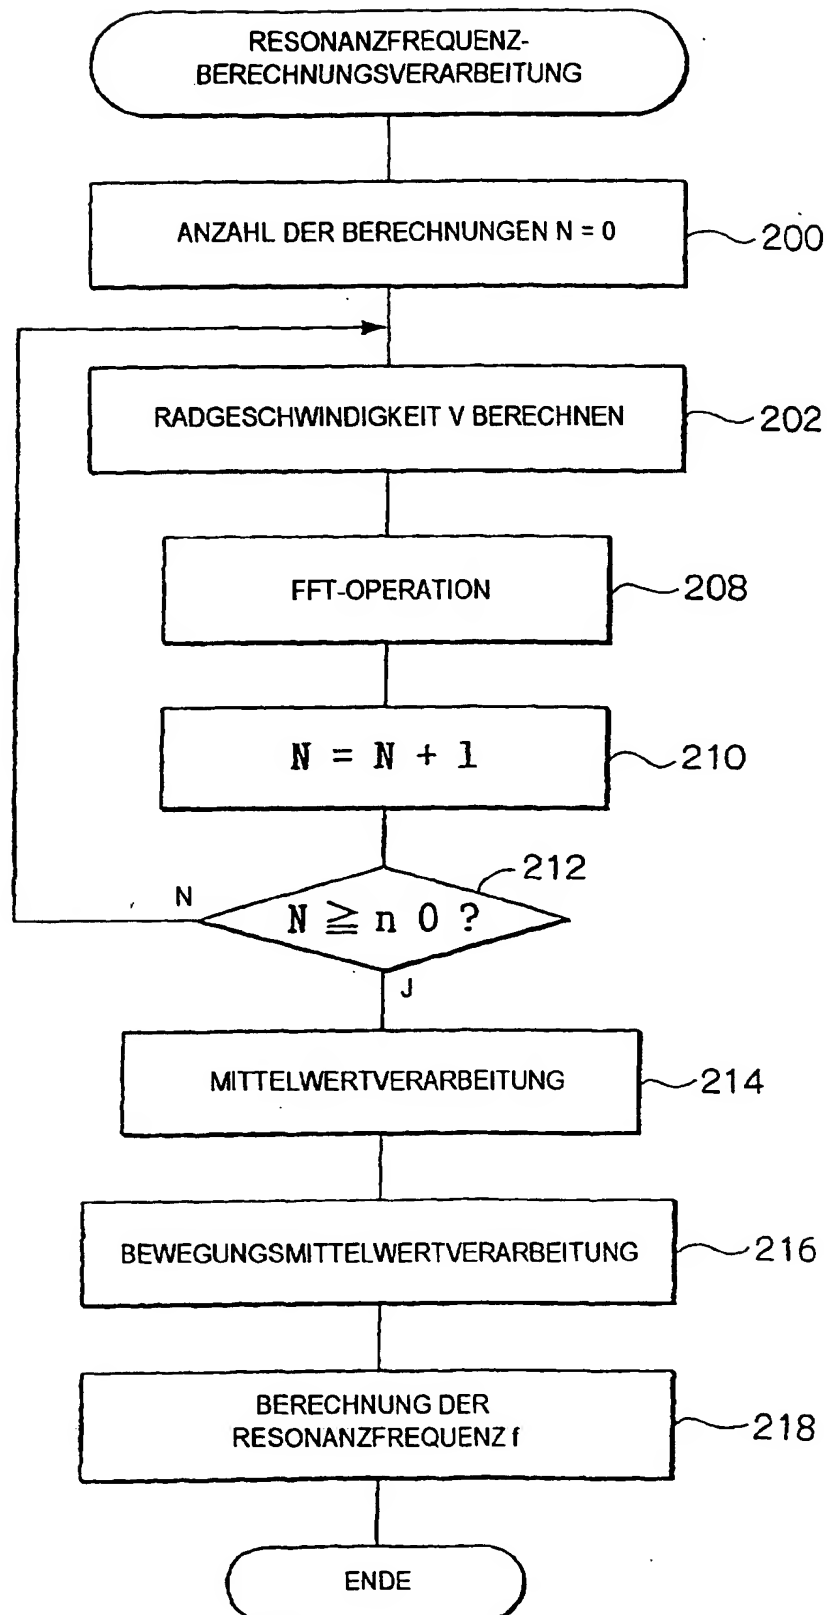 RESONANZFREQUENZ-
BERECHNUNGSVERARBEITUNG
ANZAHL DER BERECHNUNGEN N = 0
200
RADGESCHWINDIGKEIT V BERECHNEN
202
FFT-OPERATION
208
N = N + 1
210
212
N
N ≧ n 0 ?
J
MITTELWERTVERARBEITUNG
214
BEWEGUNGSMITTELWERTVERARBEITUNG
216
BERECHNUNG DER
RESONANZFREQUENZ f
218
ENDE